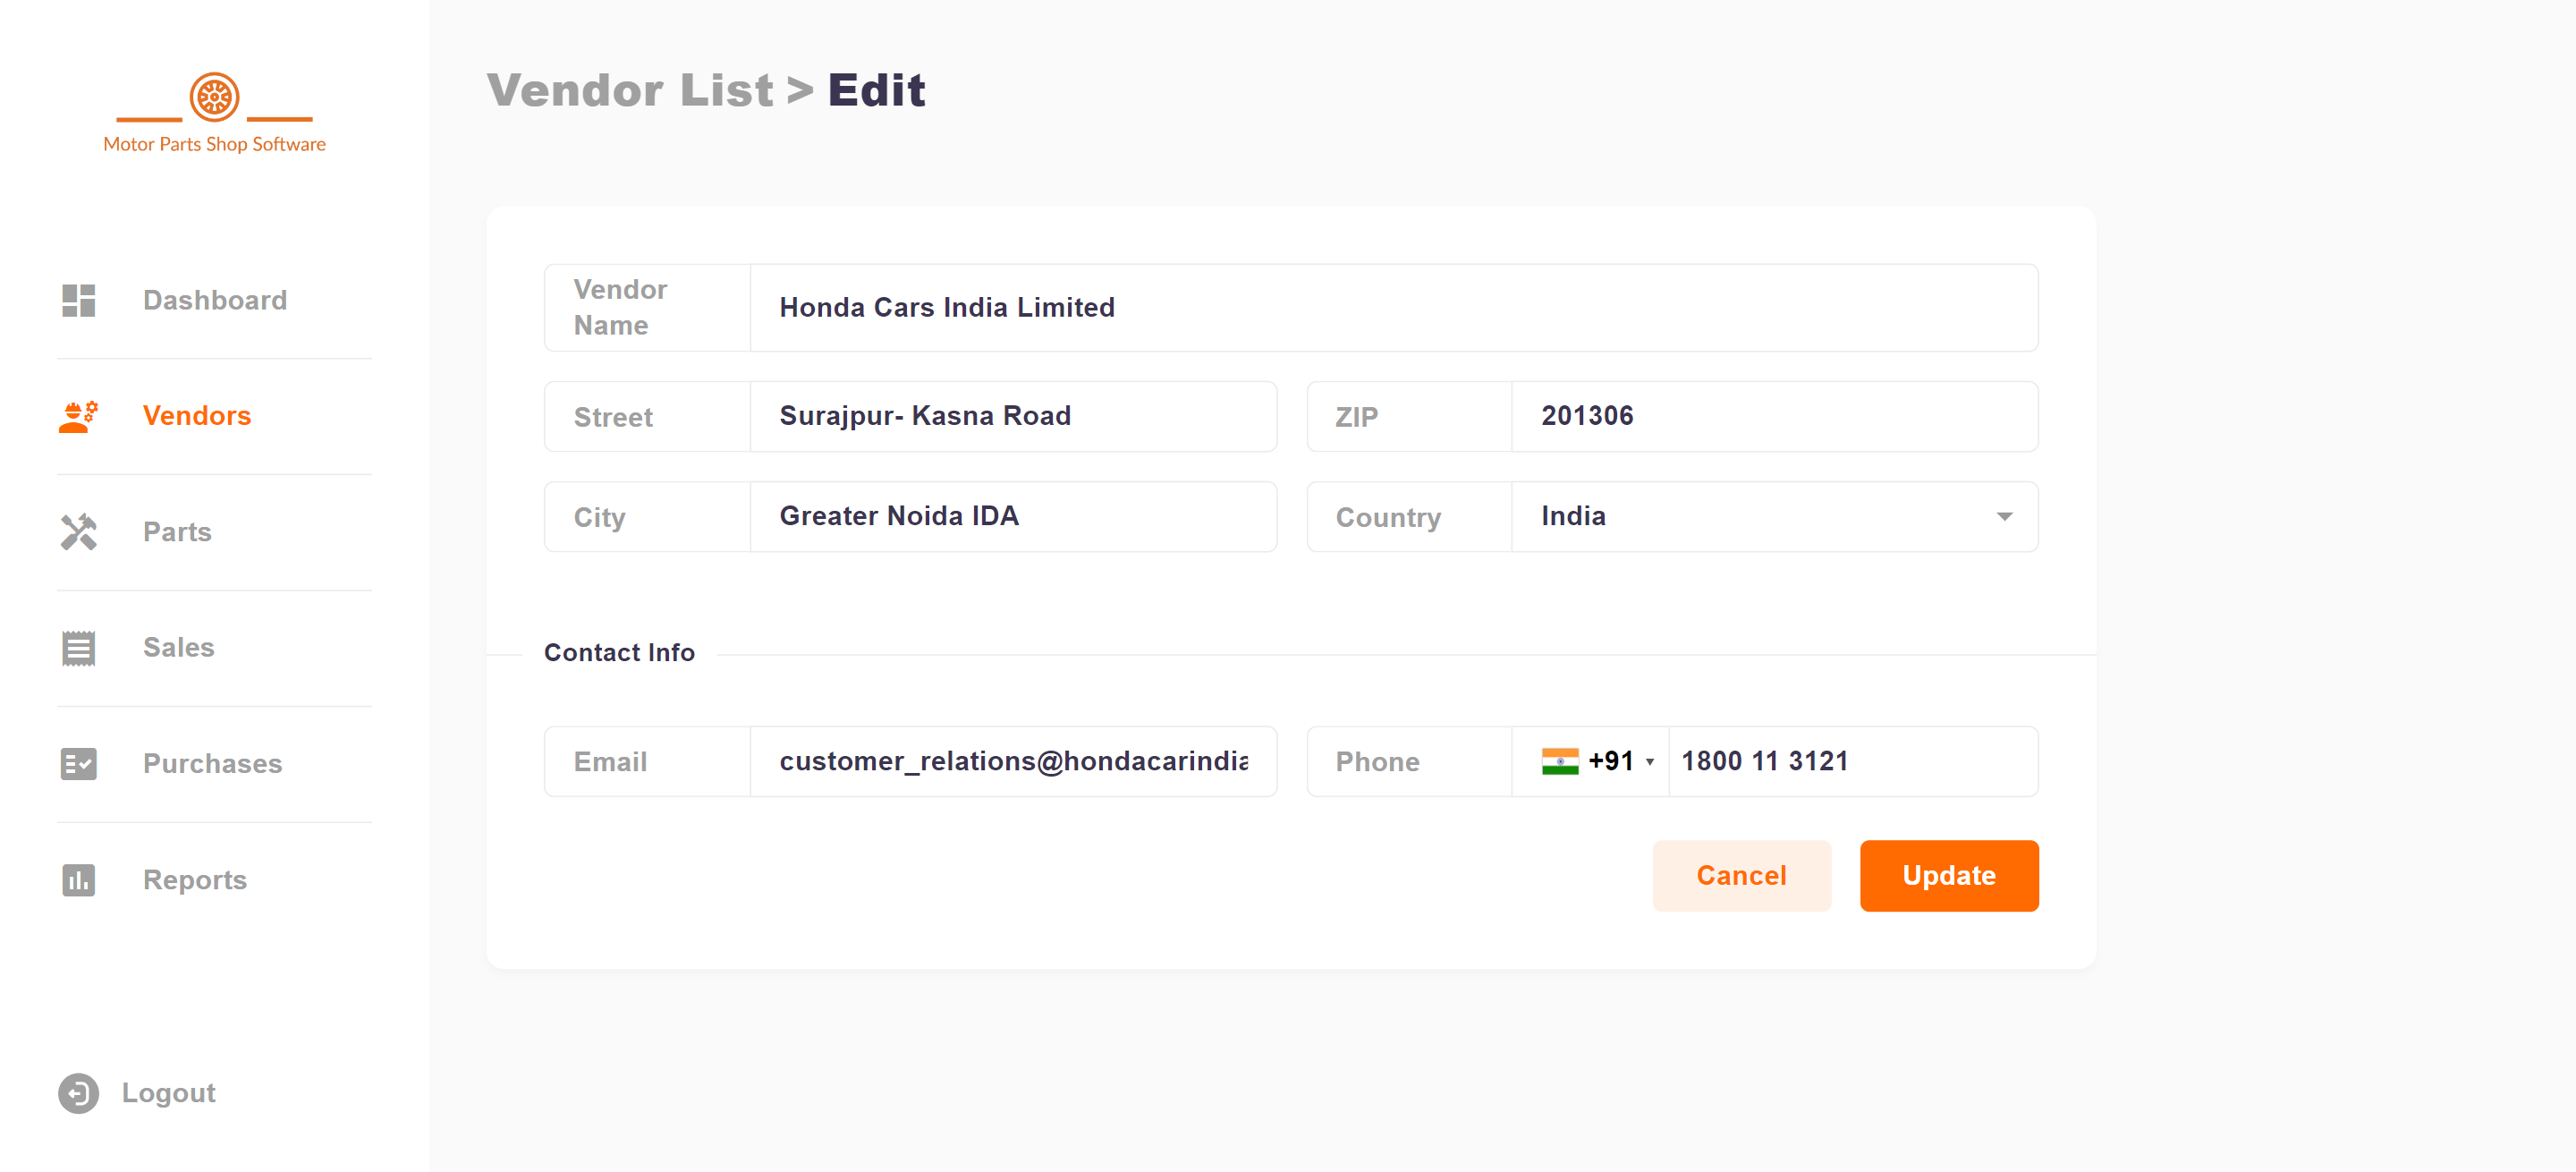 Motor Parts Shop Software
Dashboard
Vendors
Parts
Sales
Purchases
Reports
Logout
Vendor List > Edit
Vendor
Name
Honda Cars India Limited
Street
Surajpur- Kasna Road
ZIP
201306
City
Greater Noida IDA
Country
India
Contact Info
Email
customer_relations@hondacarindia
Phone
+91
1800 11 3121
Cancel
Update